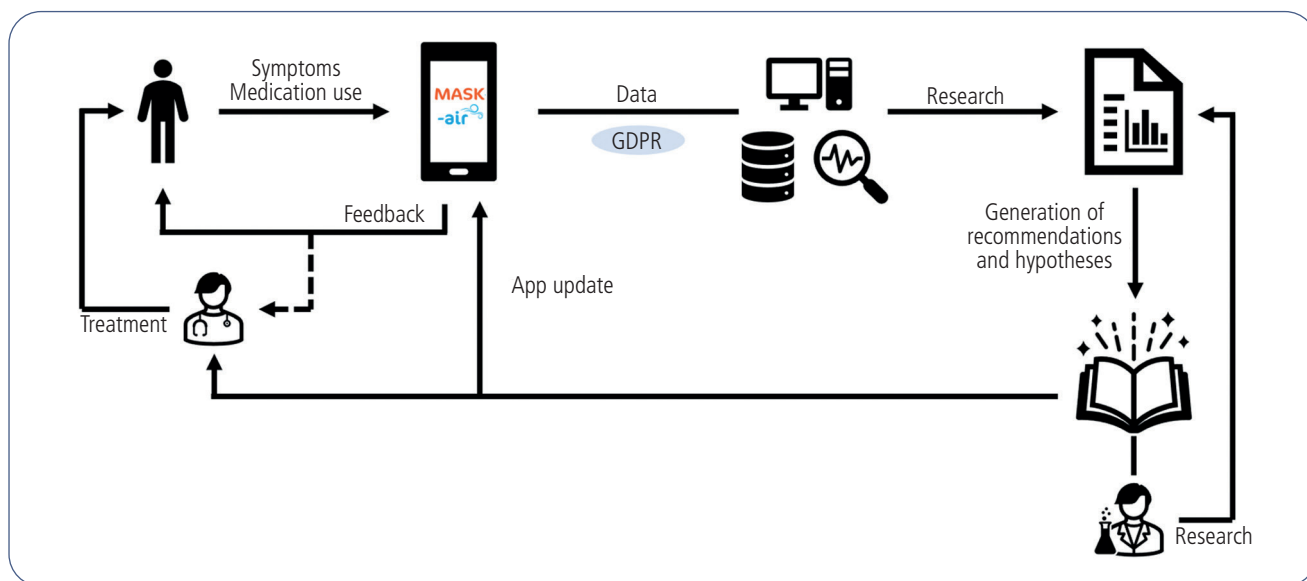 Symptoms
Medication use
MASK
-air
Data
GDPR
Research
Feedback
Generation of
recommendations
and hypotheses
App update
Treatment
Research